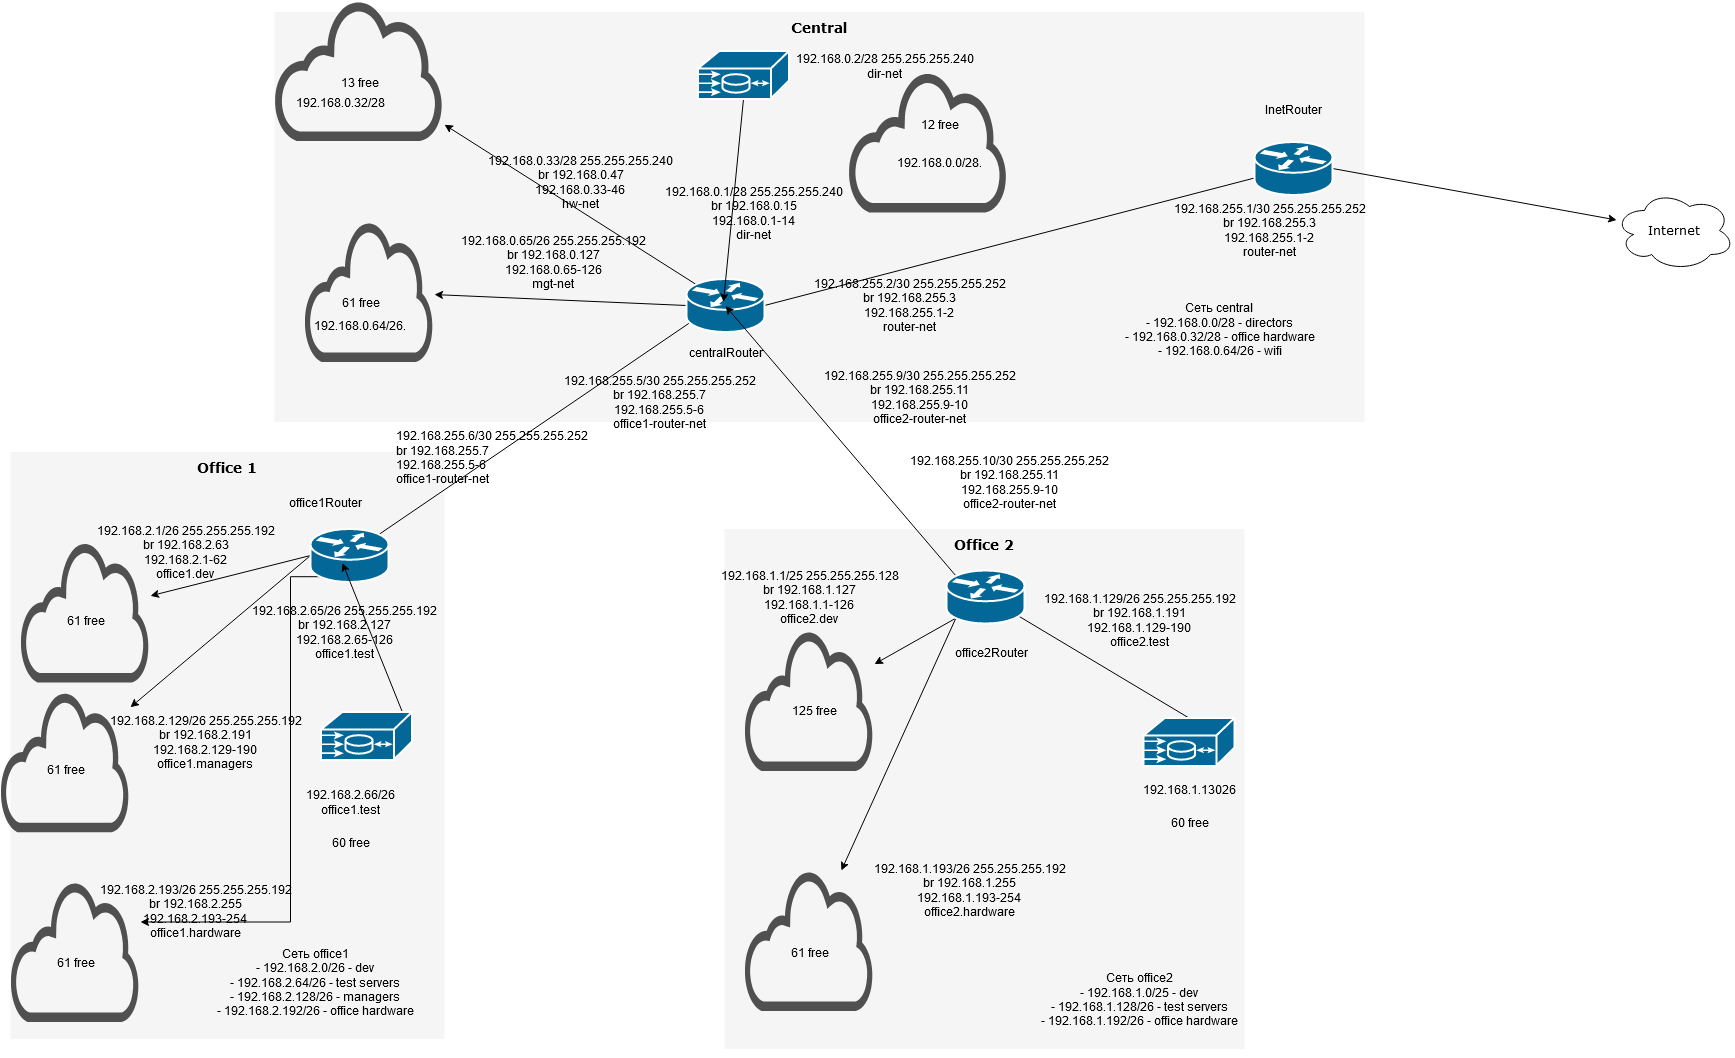 Central
13 free
192.168.0.32/28
192.168.0.2/28 255.255.255.240
dir-net
12 free
192.168.0.0/28.
InetRouter
192.168.0.33/28 255.255.255.240
br 192.168.0.47
192.168.0.33-46
hw-net
192.168.0.1/28 255.255.255.240
br 192.168.0.15
192.168.0.1-14
dir-net
192.168.255.1/30 255.255.255.252
br 192.168.255.3
192.168.255.1-2
router-net
Internet
192.168.0.65/26 255.255.255.192
br 192.168.0.127
192.168.0.65-126
mgt-net
61 free
192.168.0.64/26.
192.168.255.2/30 255.255.255.252
br 192.168.255.3
192.168.255.1-2
router-net
Сеть central
- 192.168.0.0/28 - directors
- 192.168.0.32/28 - office hardware
- 192.168.0.64/26 - wifi
centralRouter
192.168.255.5/30 255.255.255.252
br 192.168.255.7
192.168.255.5-6
office1-router-net
192.168.255.9/30 255.255.255.252
br 192.168.255.11
192.168.255.9-10
office2-router-net
192.168.255.6/30 255.255.255.252
br 192.168.255.7
192.168.255.5-6
office1-router-net
192.168.255.10/30 255.255.255.252
br 192.168.255.11
192.168.255.9-10
office2-router-net
Office 1
office1Router
192.168.2.1/26 255.255.255.192
br 192.168.2.63
192.168.2.1-62
office1.dev
61 free
192.168.2.65/26 255.255.255.192
br 192.168.2.127
192.168.2.65-126
office1.test
192.168.2.129/26 255.255.255.192
br 192.168.2.191
192.168.2.129-190
office1.managers
61 free
192.168.2.66/26
office1.test
60 free
192.168.2.193/26 255.255.255.192
br 192.168.2.255
192.168.2.193-254
office1.hardware
61 free
Сеть office1
- 192.168.2.0/26 - dev
- 192.168.2.64/26 - test servers
- 192.168.2.128/26 - managers
- 192.168.2.192/26 - office hardware
Office 2
192.168.1.1/25 255.255.255.128
br 192.168.1.127
192.168.1.1-126
office2.dev
office2Router
192.168.1.129/26 255.255.255.192
br 192.168.1.191
192.168.1.129-190
office2.test
125 free
192.168.1.13026
60 free
192.168.1.193/26 255.255.255.192
br 192.168.1.255
192.168.1.193-254
office2.hardware
61 free
Сеть office2
- 192.168.1.0/25 - dev
- 192.168.1.128/26 - test servers
- 192.168.1.192/26 - office hardware